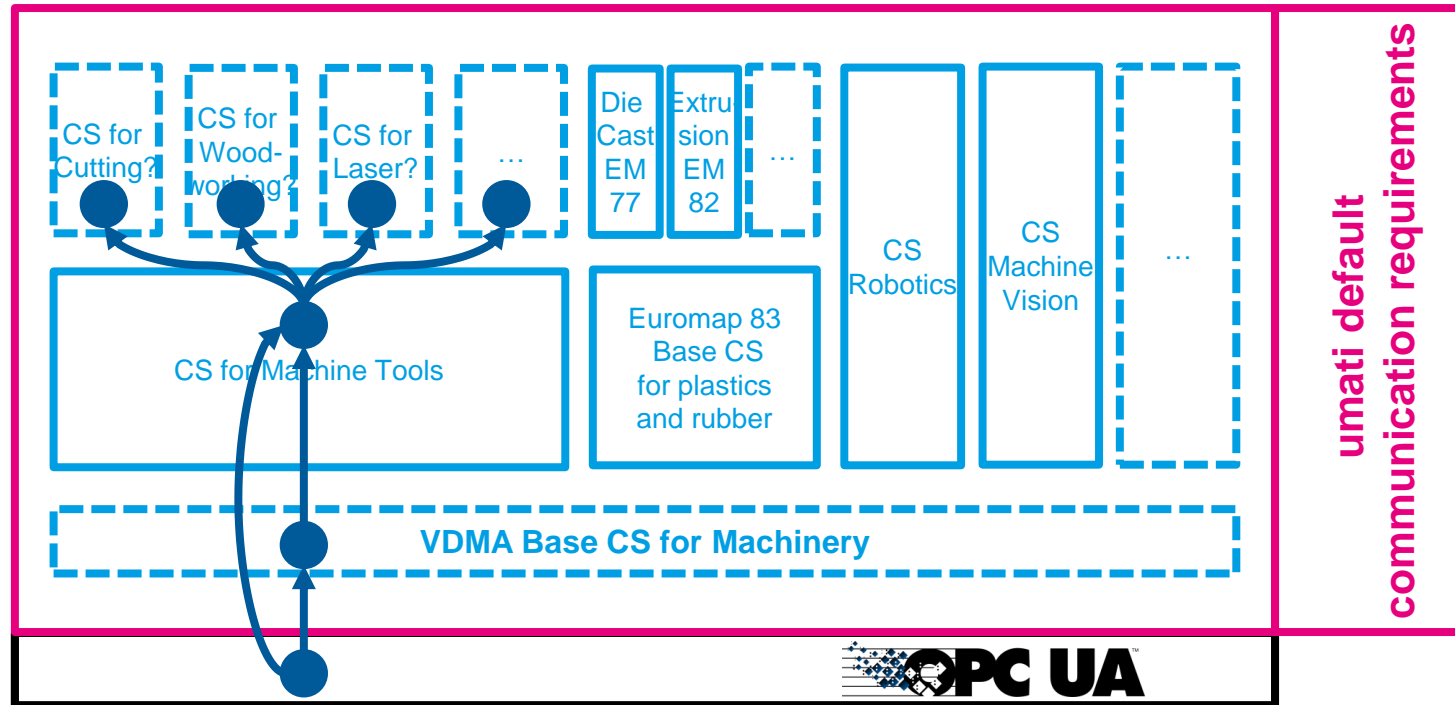 CS for
Cutting?
CS for
Wood-
working?
CS for
Laser?
…
Die
Cast
EM
77
Extru-
sion
EM
82
…
CS
Robotics
CS
Machine
Vision
…
CS for Machine Tools
Euromap 83
Base CS
for plastics
and rubber
VDMA Base CS for Machinery
umati default
communication requirements
OPC UA™